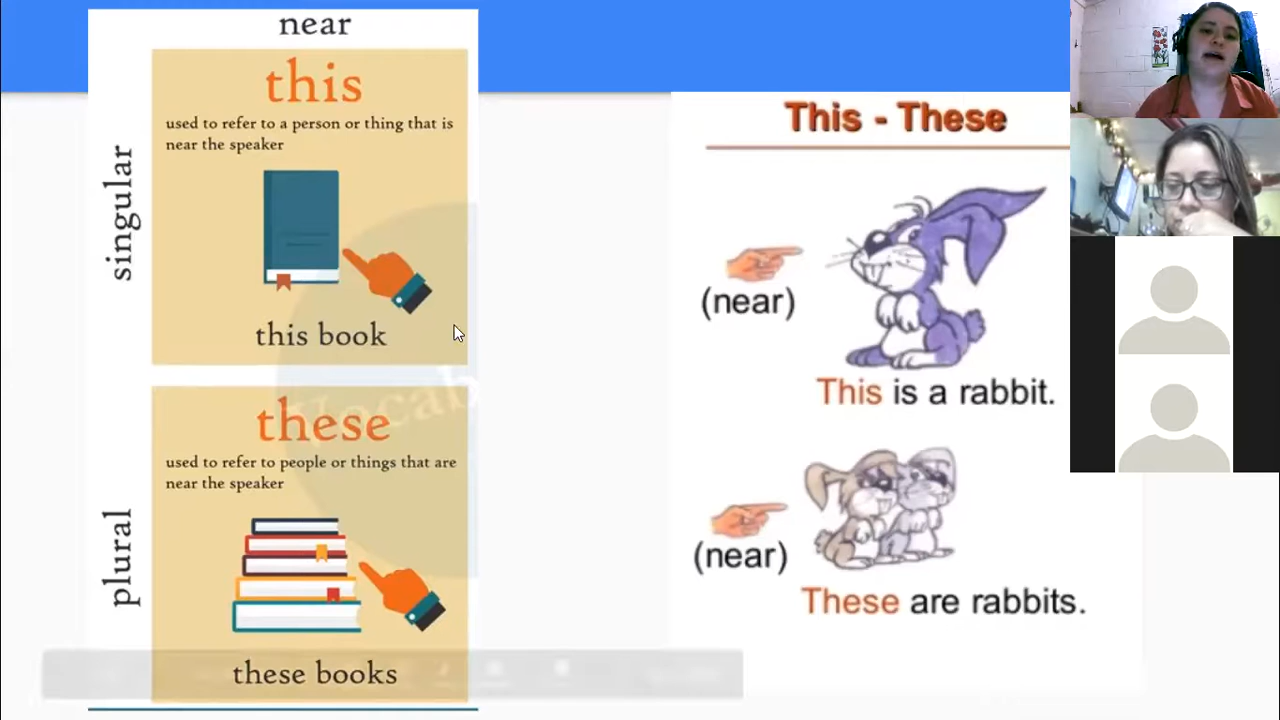 near
singular
this
used to refer to a person or thing that is
near the speaker
this book
plural
these
used to refer to people or things that are
near the speaker
these books
Vocab
This - These
(near)
This is a rabbit.
(near)
These are rabbits.